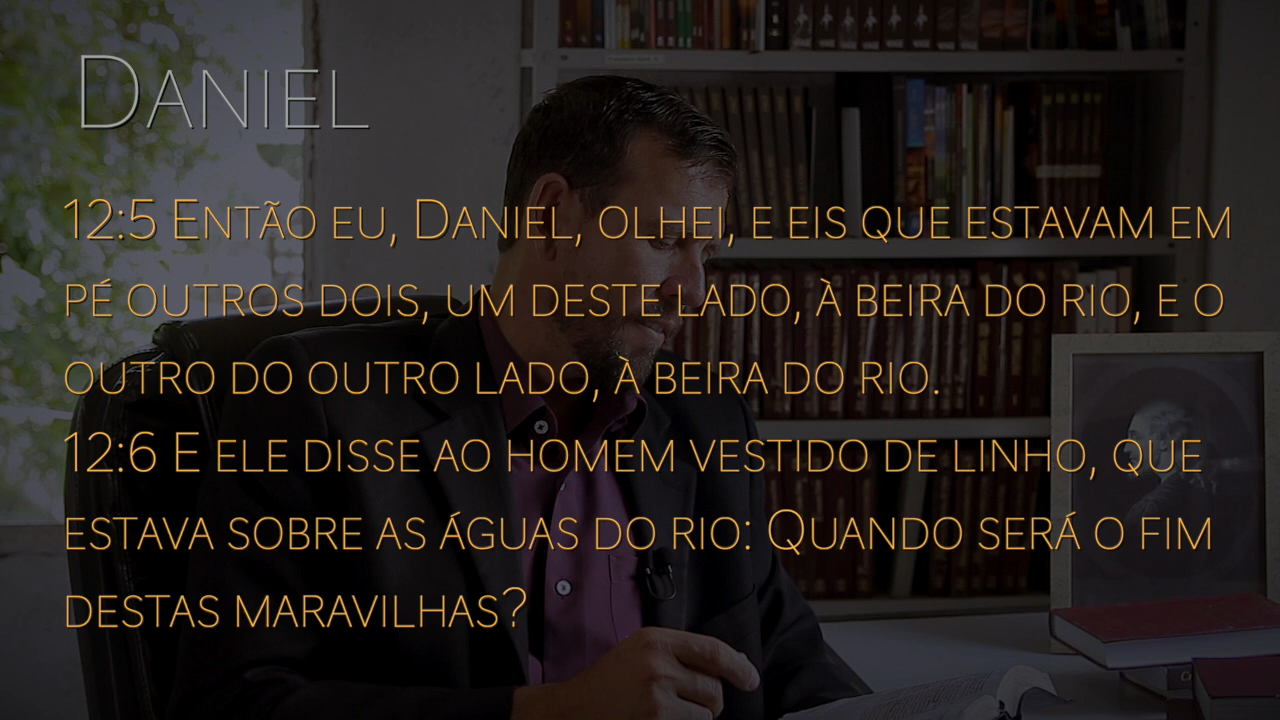 Daniel
12:5 Então eu, Daniel, olhei, e eis que estavam em
pé outros dois, um deste lado, à beira do rio, e o
outro do outro lado, à beira do rio.
12:6 E ele disse ao homem vestido de linho, que
estava sobre as águas do rio: Quando será o fim
destas maravilhas?